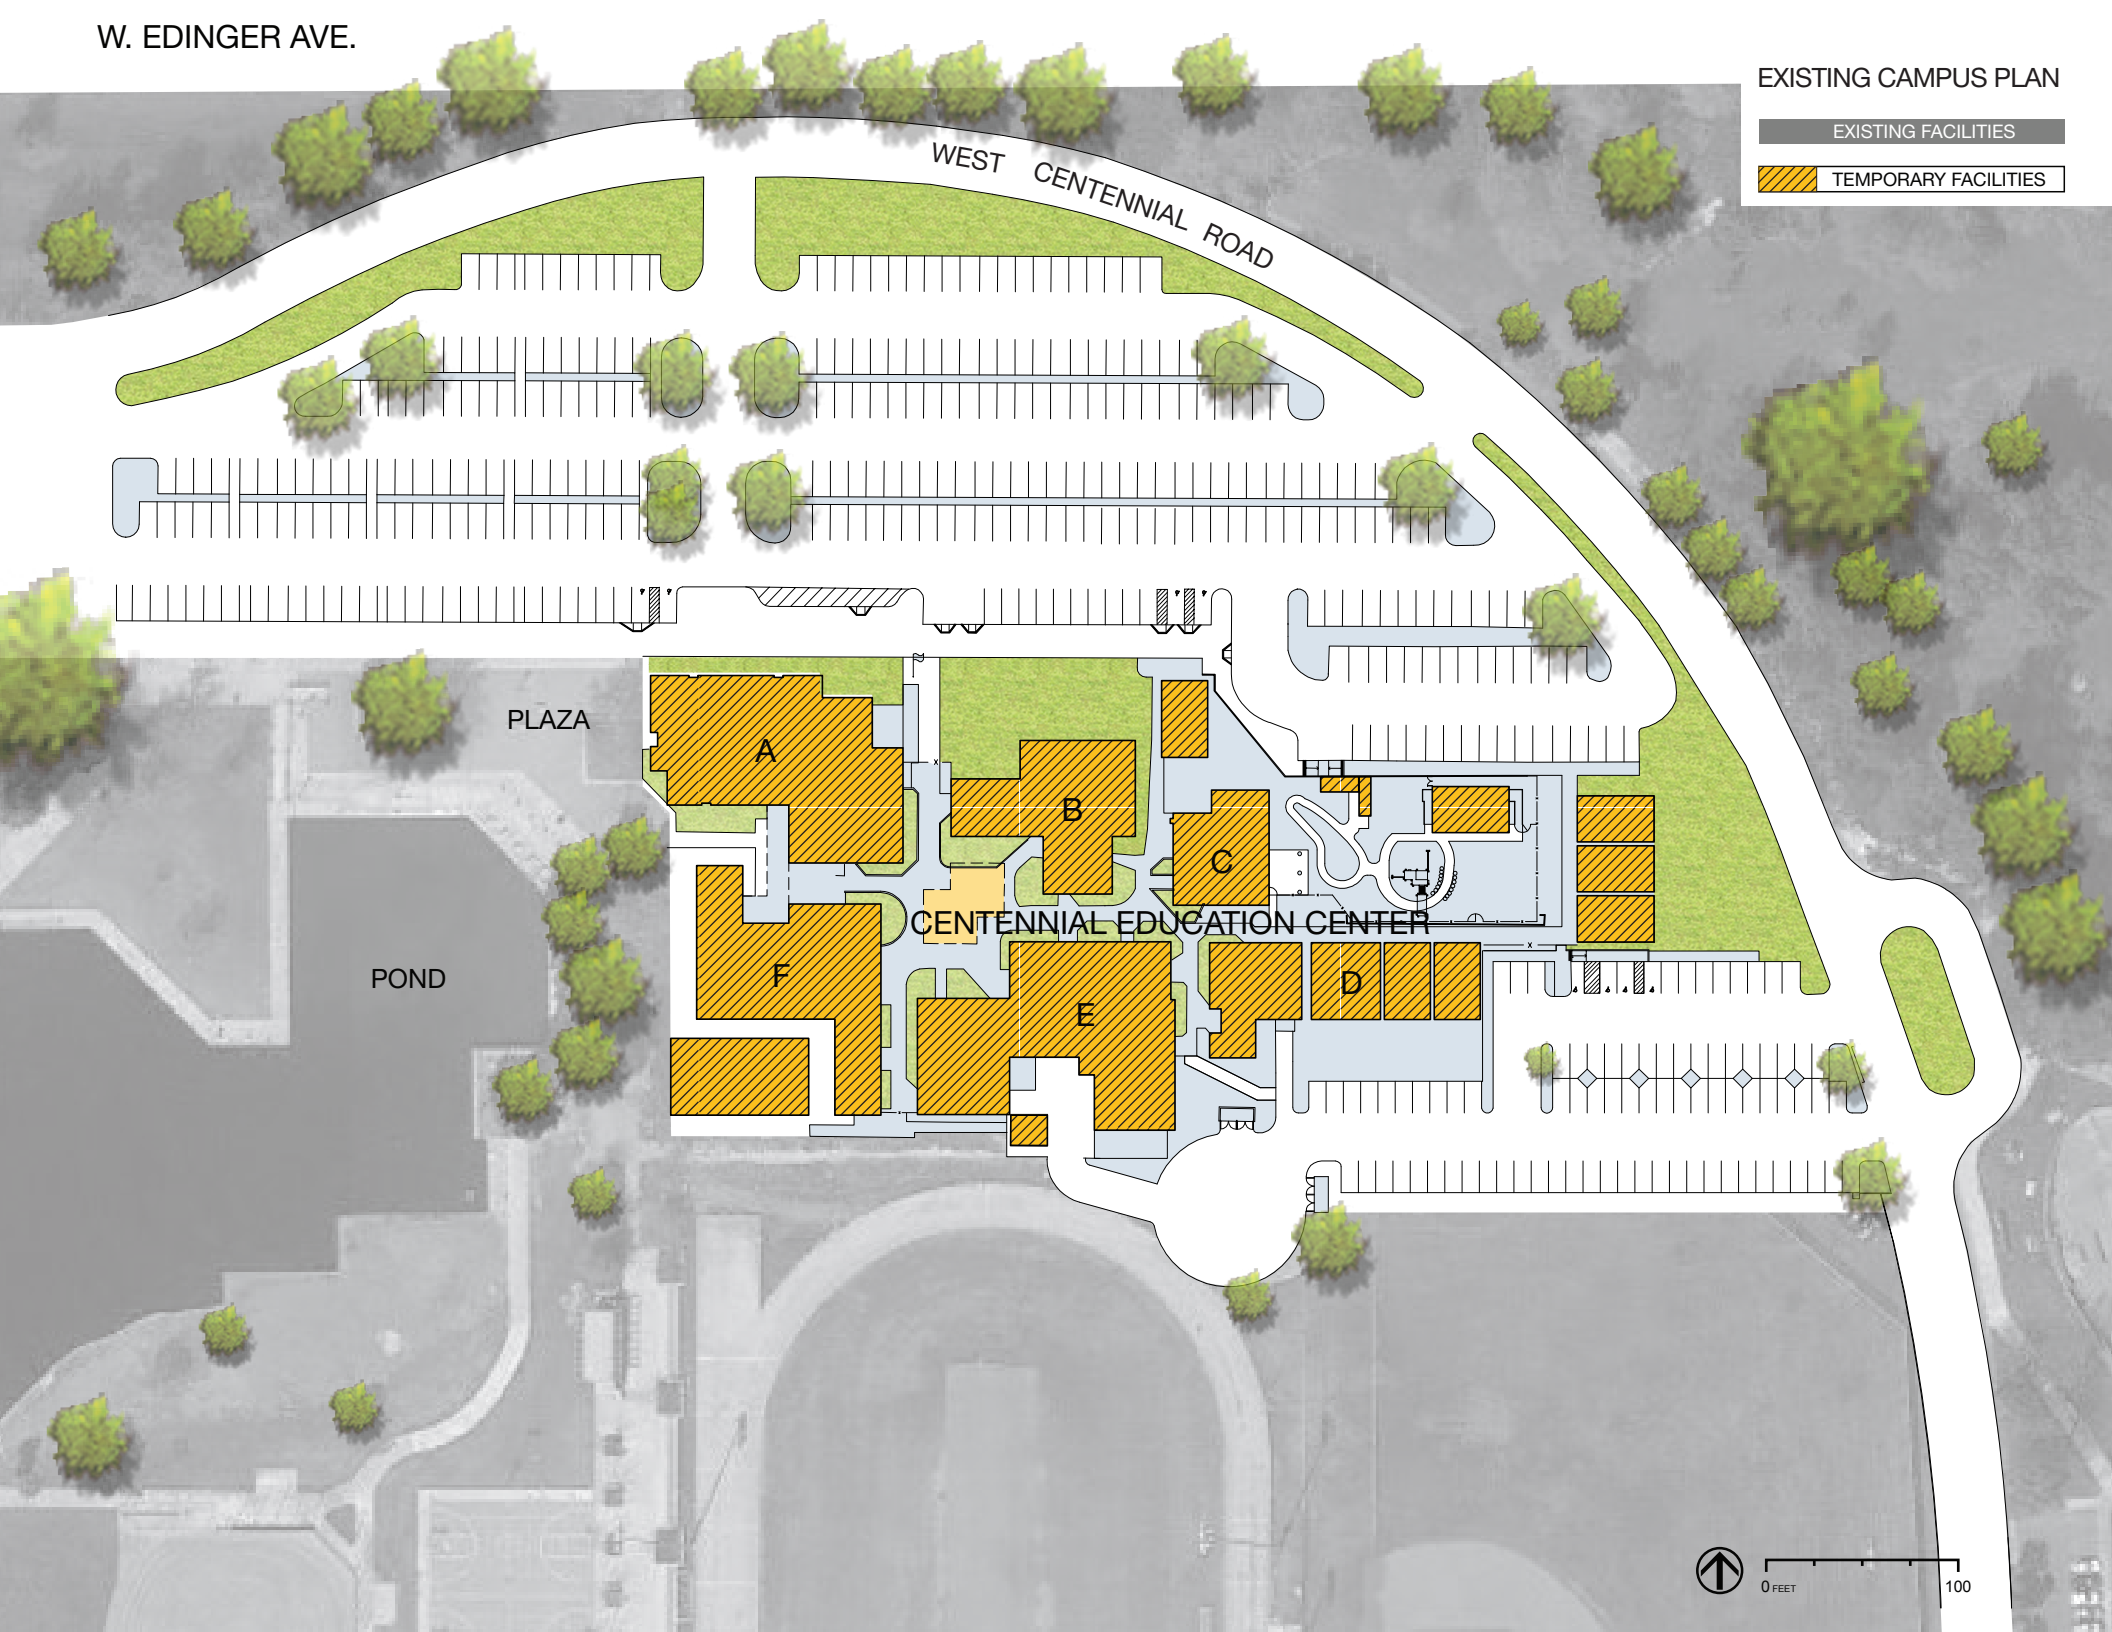 W. EDINGER AVE.
EXISTING CAMPUS PLAN
EXISTING FACILITIES
TEMPORARY FACILITIES
WEST CENTENNIAL ROAD
PLAZA
A
B
C
CENTENNIAL EDUCATION CENTER
POND
F
D
E
0 FEET 100